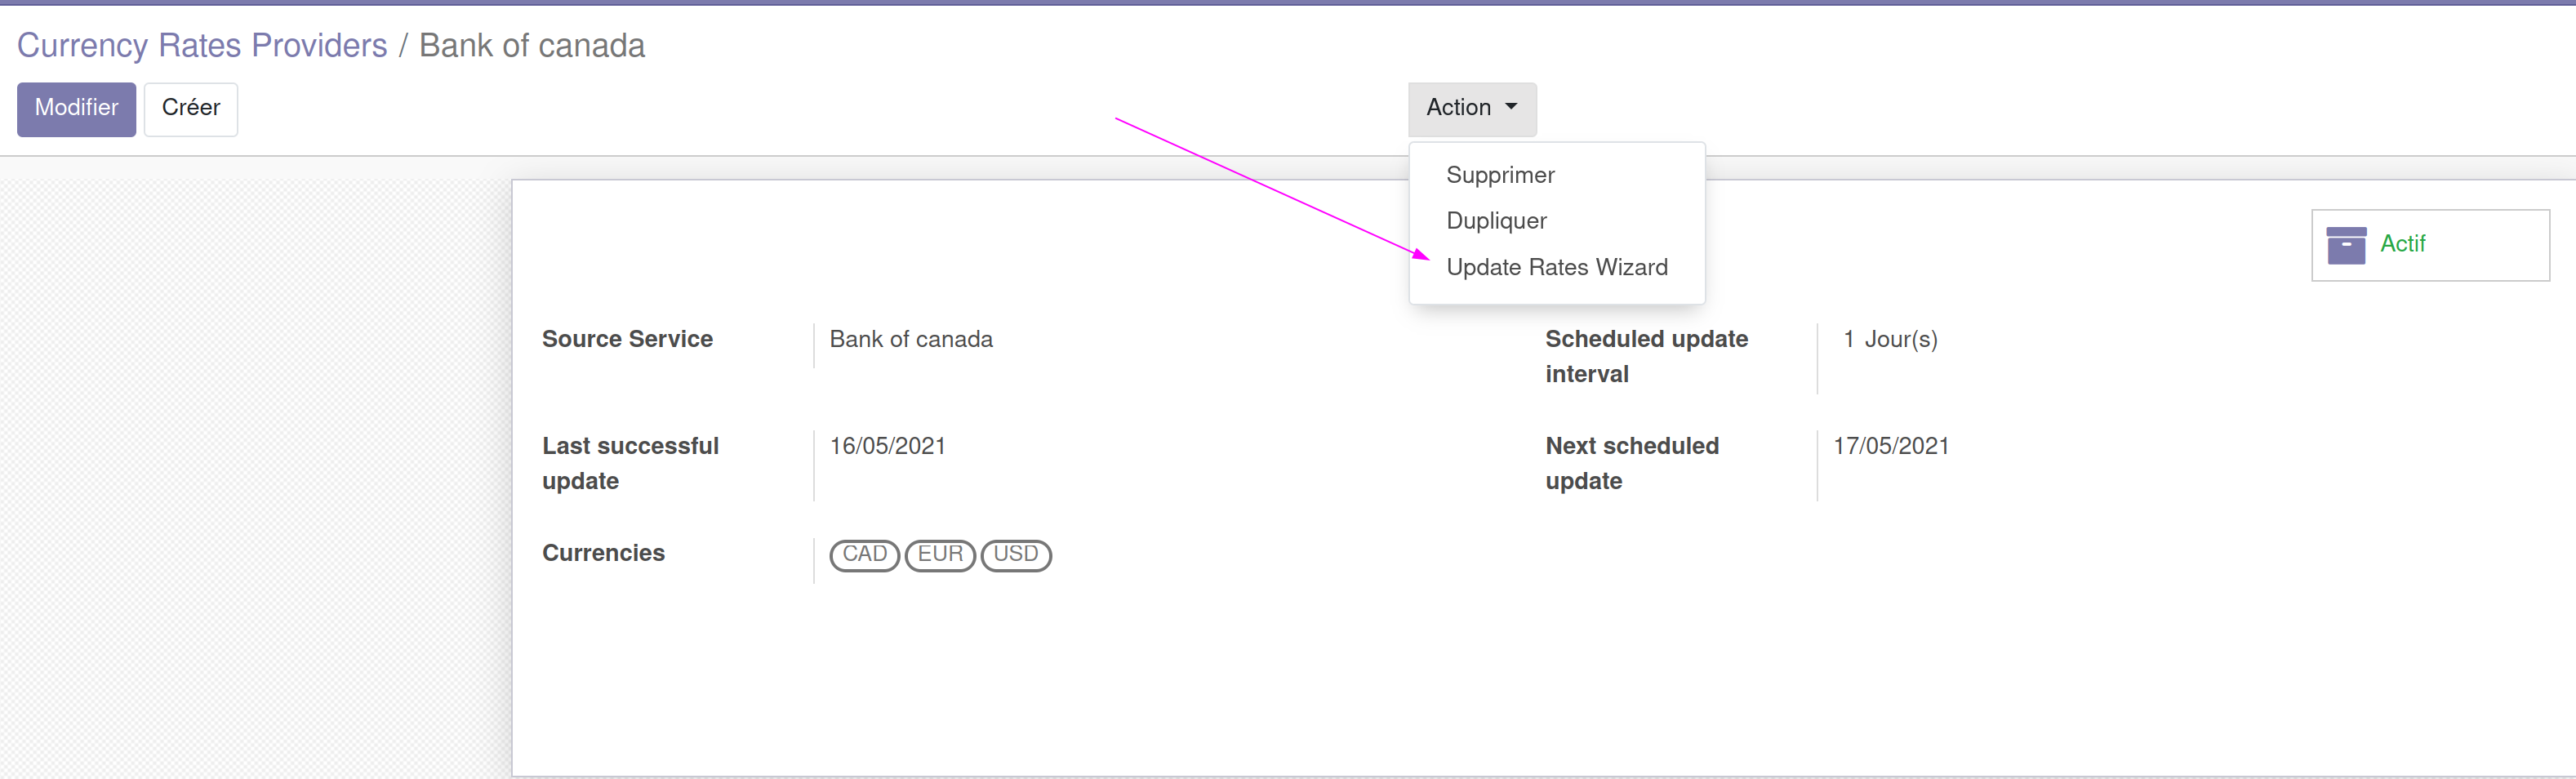 Currency Rates Providers / Bank of canada
Modifier Créer Action
Supprimer
Dupliquer
Update Rates Wizard
Actif
Source Service Bank of canada
Scheduled update interval 1 Jour(s)
Last successful update 16/05/2021
Next scheduled update 17/05/2021
Currencies CAD EUR USD